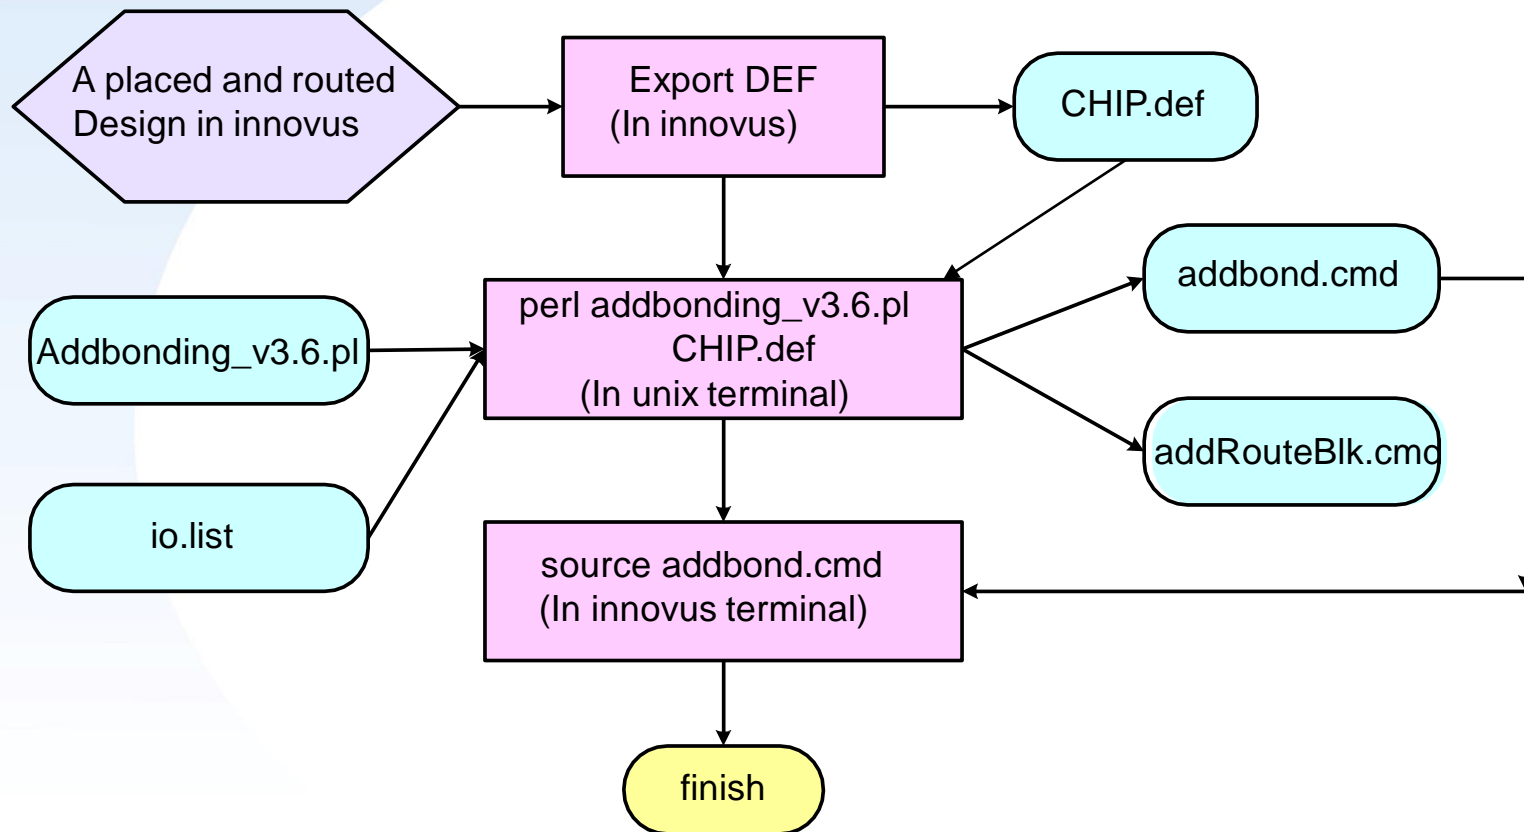 A placed and routed
Design in innovus
Export DEF
(In innovus)
CHIP.def
addbond.cmd
perl addbonding_v3.6.pl
CHIP.def
(In unix terminal)
Addbonding_v3.6.pl
addRouteBlk.cmd
io.list
source addbond.cmd
(In innovus terminal)
finish